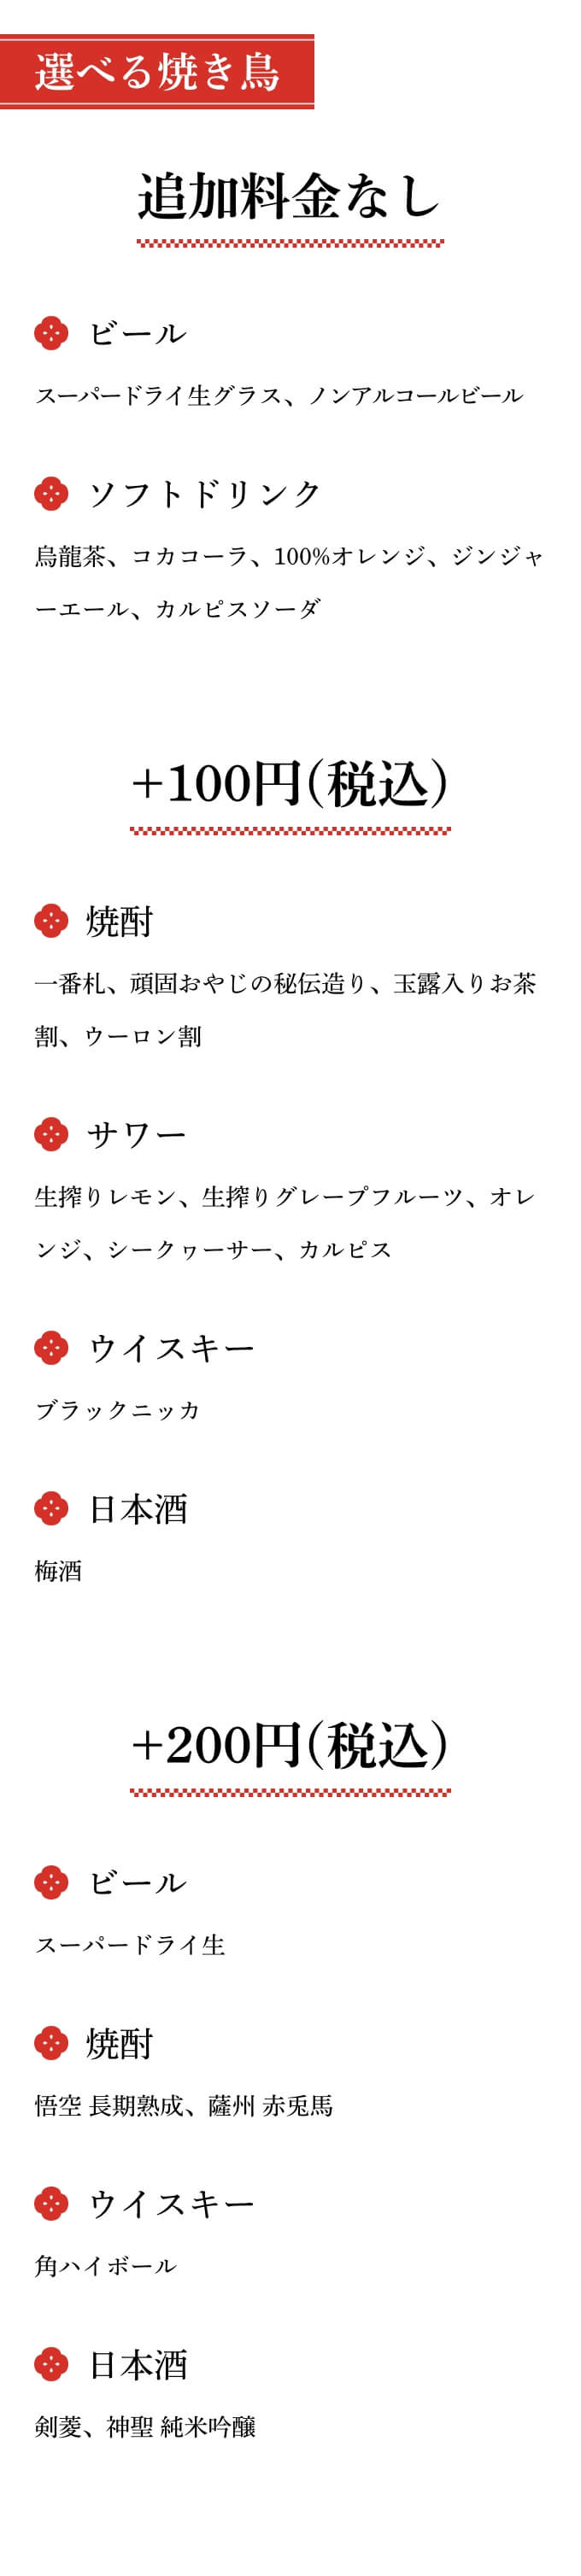 選べる焼き鳥
追加料金なし
ビール
スーパードライ生グラス、ノンアルコールビール
ソフトドリンク
烏龍茶、コカコーラ、100%オレンジ、ジンジャ
ーエール、カルピスソーダ
+100円(税込)
焼酎
一番札、頑固おやじの秘伝造り、玉露入りお茶
割、ウーロン割
サワー
生搾りレモン、生搾りグレープフルーツ、オレ
ンジ、シークヮーサー、カルピス
ウイスキー
ブラックニッカ
日本酒
梅酒
+200円(税込)
ビール
スーパードライ生
焼酎
悟空 長期熟成、薩州 赤兎馬
ウイスキー
角ハイボール
日本酒
剣菱、神聖 純米吟醸